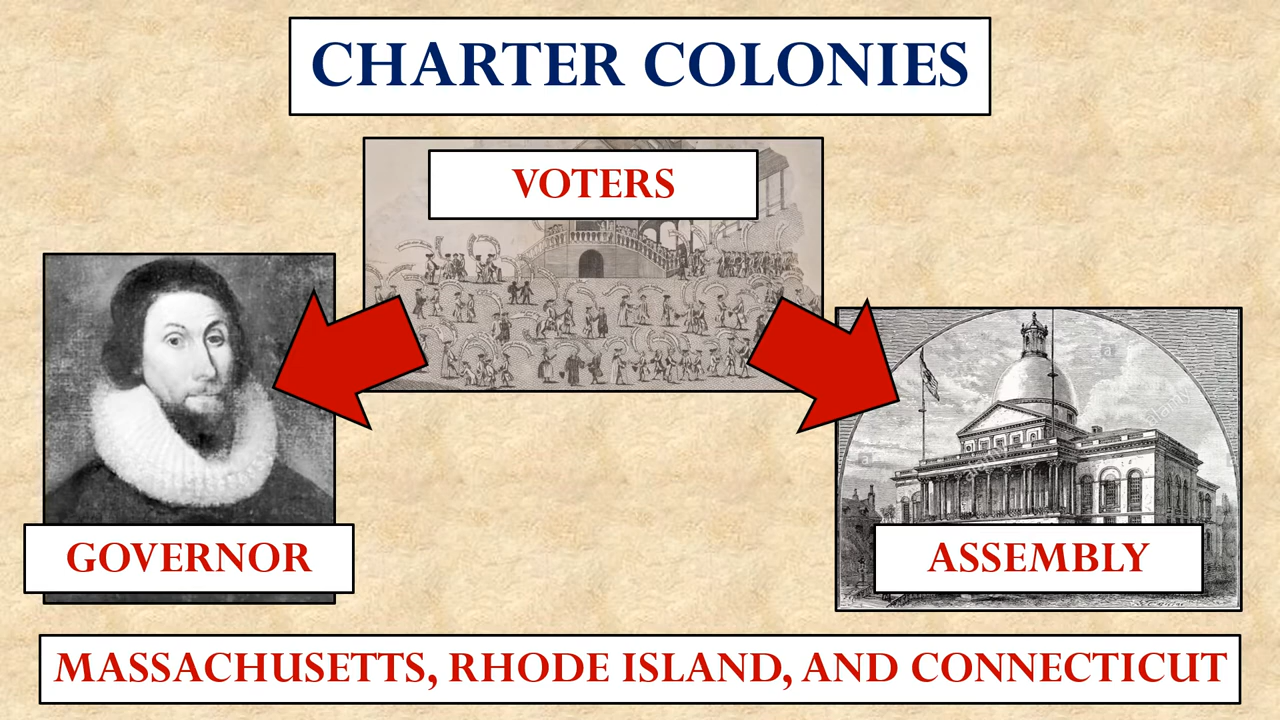 CHARTER COLONIES
VOTERS
GOVERNOR
ASSEMBLY
MASSACHUSETTS, RHODE ISLAND, AND CONNECTICUT